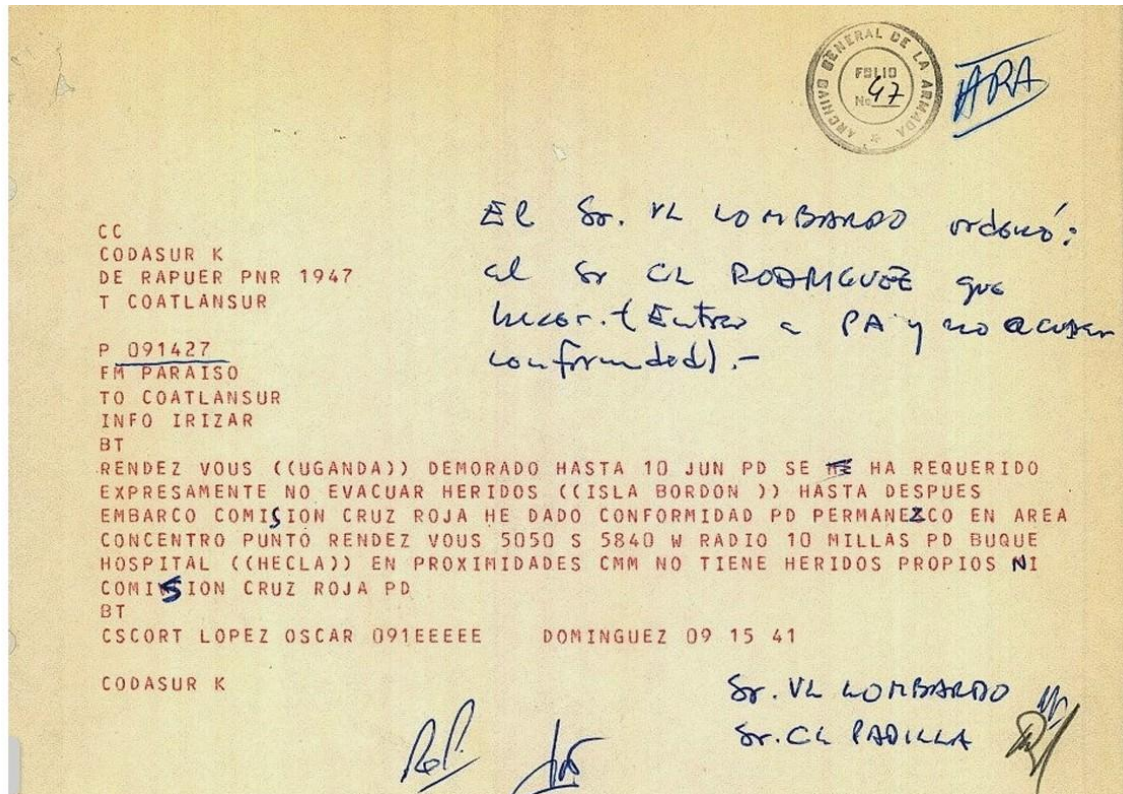 ARCHIVO GENERAL DE LA ARMADA
FOLIO
No 47
ARA
El Sr. VL LOMBARDO ordenó:
al Sr CL RODRIGUEZ que
(Entrar a PA y no acusar
conformidad).-
CC
CODASUR K
DE RAPUER PNR 1947
T COATLANSUR
P 091427
FM PARAISO
TO COATLANSUR
INFO IRIZAR
BT
RENDEZ VOUS ((UGANDA)) DEMORADO HASTA 10 JUN PD SE HA REQUERIDO
EXPRESAMENTE NO EVACUAR HERIDOS ((ISLA BORDON )) HASTA DESPUES
EMBARCO COMISION CRUZ ROJA HE DADO CONFORMIDAD PD PERMANEZCO EN AREA
CONCENTRO PUNTO RENDEZ VOUS 5050 S 5840 W RADIO 10 MILLAS PD BUQUE
HOSPITAL ((HECLA)) EN PROXIMIDADES CMM NO TIENE HERIDOS PROPIOS NI
COMISION CRUZ ROJA PD
BT
CSCORT LOPEZ OSCAR 091EEEEE DOMINGUEZ 09 15 41
CODASUR K
Sr. VL LOMBARDO
Sr. CL PADILLA